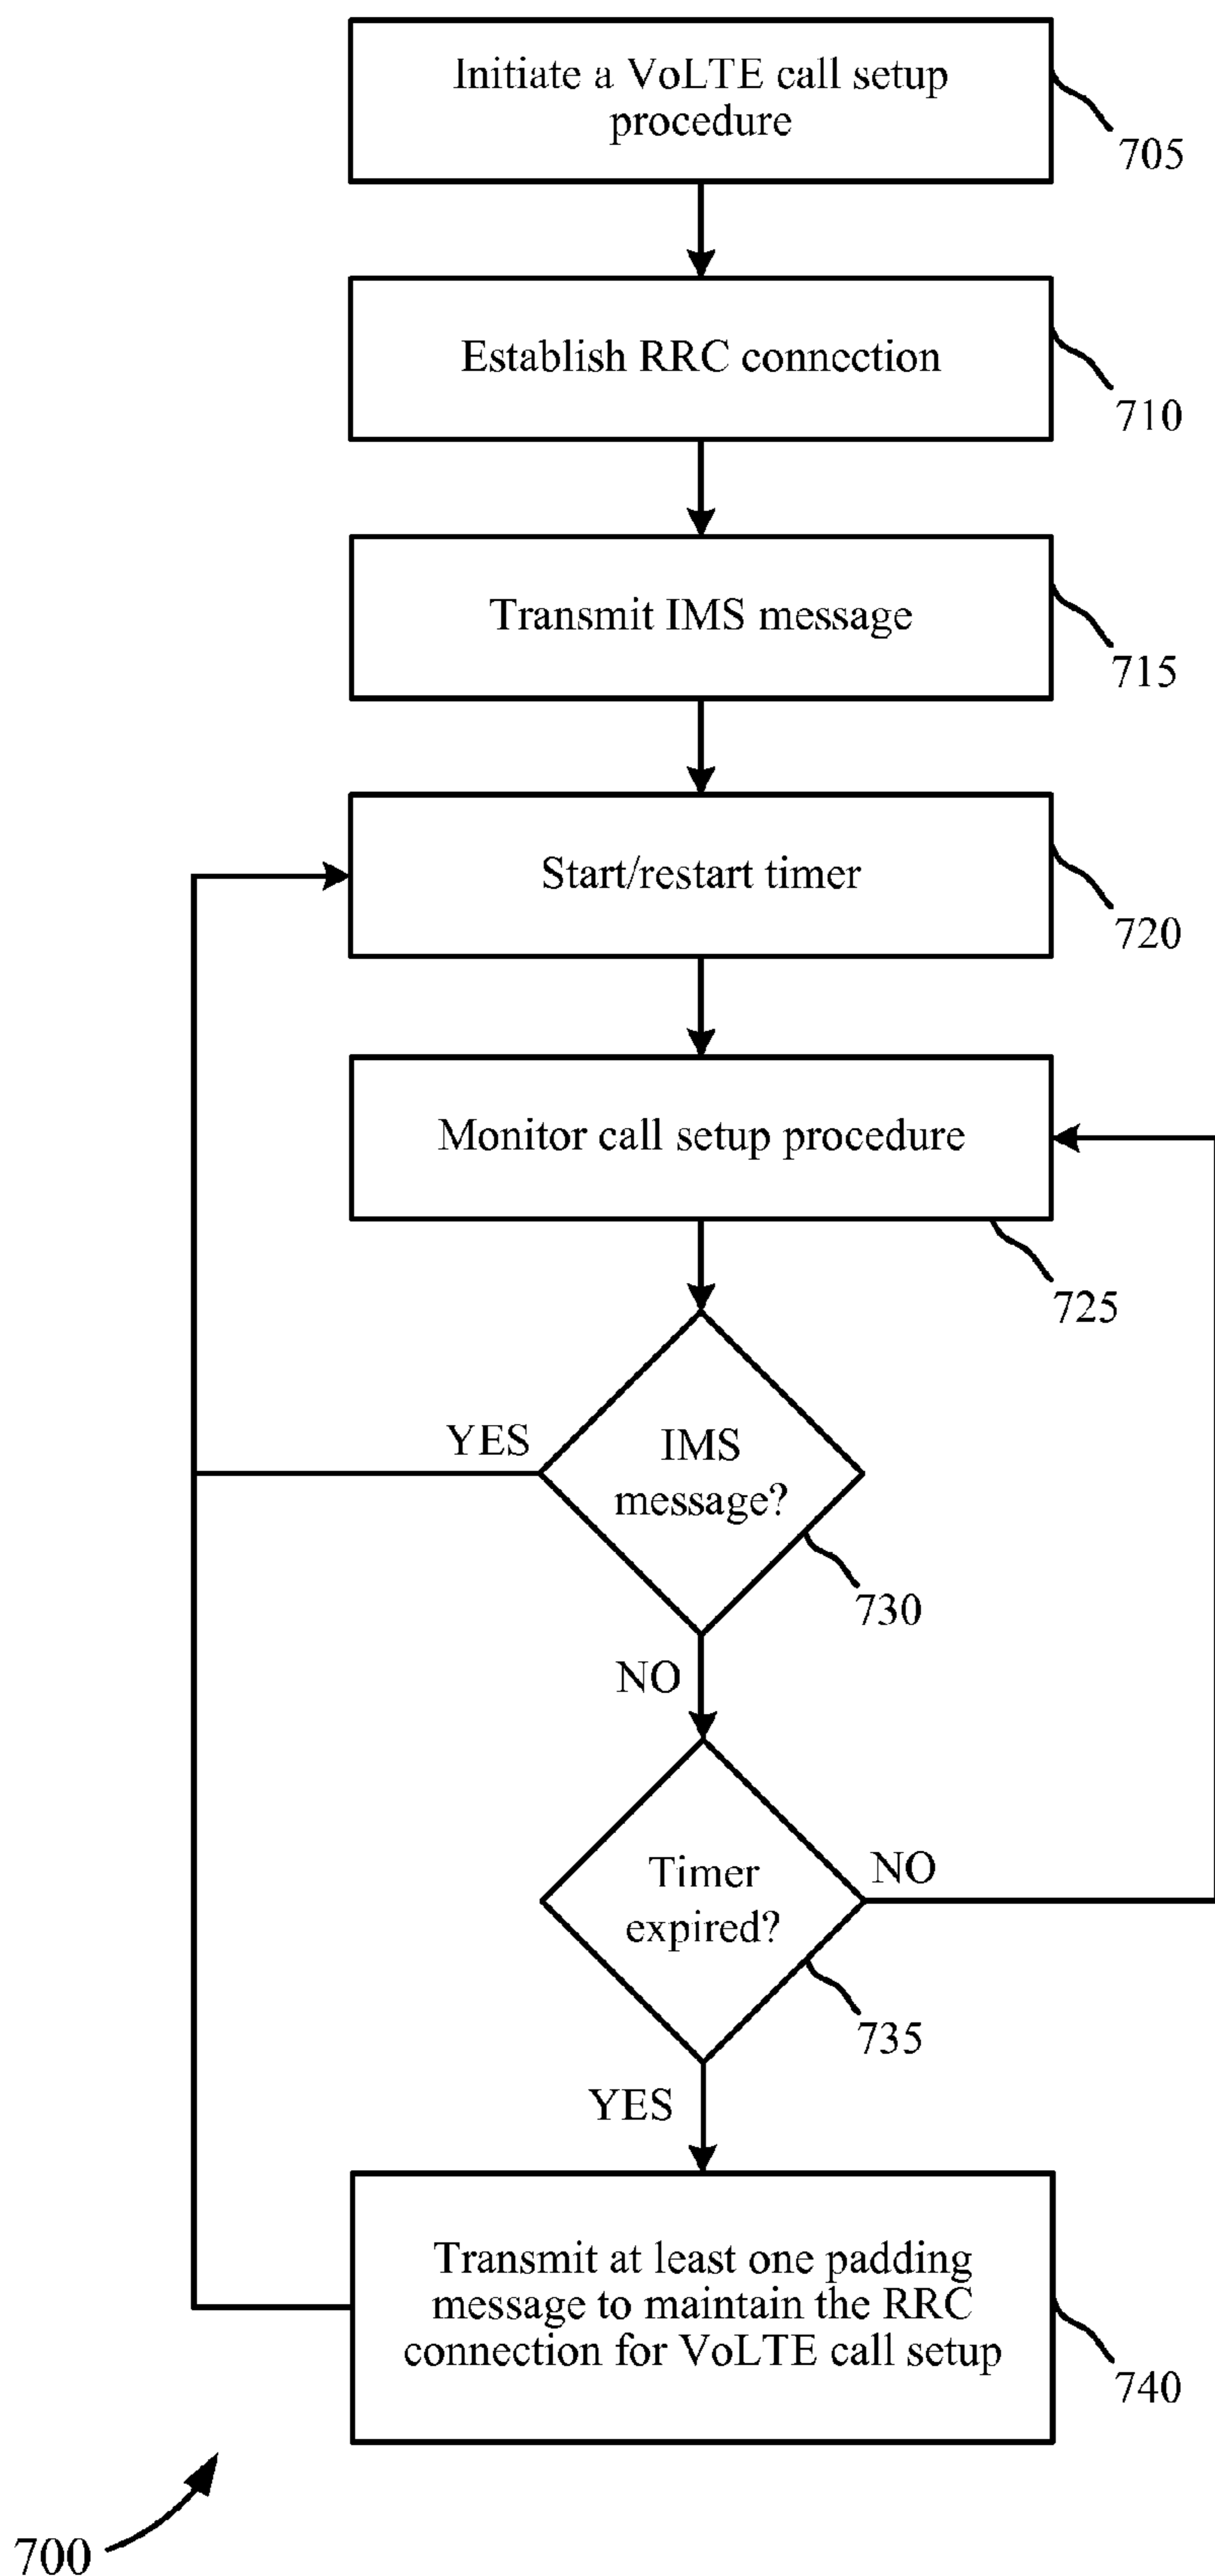 Initiate a VoLTE call setup
procedure
705
Establish RRC connection
710
Transmit IMS message
715
Start/restart timer
720
Monitor call setup procedure
725
YES
IMS
message?
730
NO
Timer
expired?
NO
735
YES
Transmit at least one padding
message to maintain the RRC
connection for VoLTE call setup
740
700